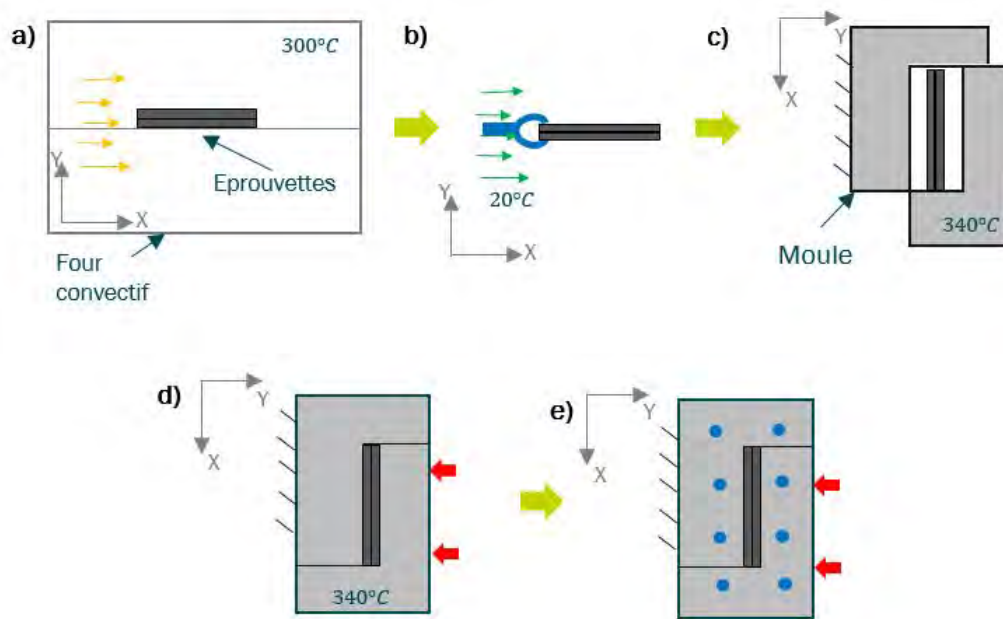 a)
300°C
Eprouvettes
Y
X
Four
convectif
b)
20°C
Y
X
c)
Y
X
Moule
340°C
d)
Y
X
340°C
e)
Y
X